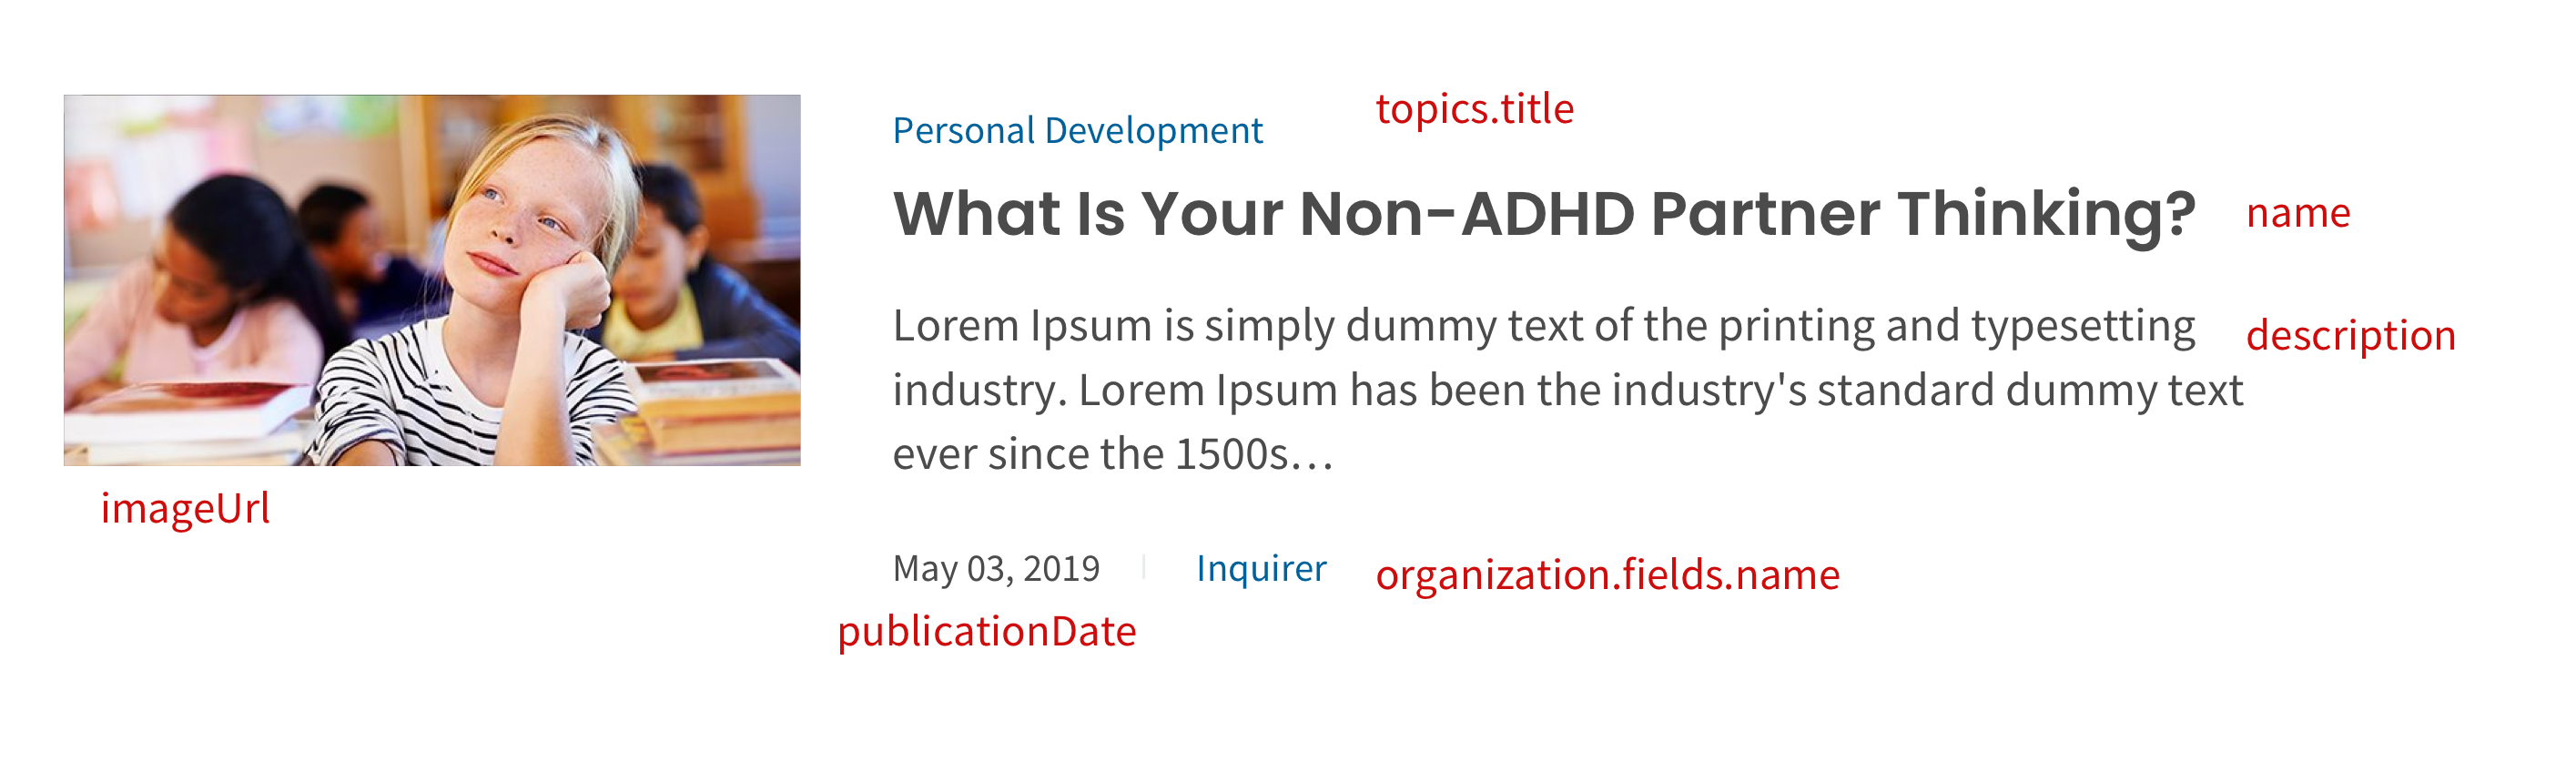 topics.title
Personal Development
What Is Your Non-ADHD Partner Thinking?
name
Lorem Ipsum is simply dummy text of the printing and typesetting
description
industry. Lorem Ipsum has been the industry's standard dummy text
ever since the 1500s…
imageUrl
May 03, 2019
Inquirer
organization.fields.name
publicationDate